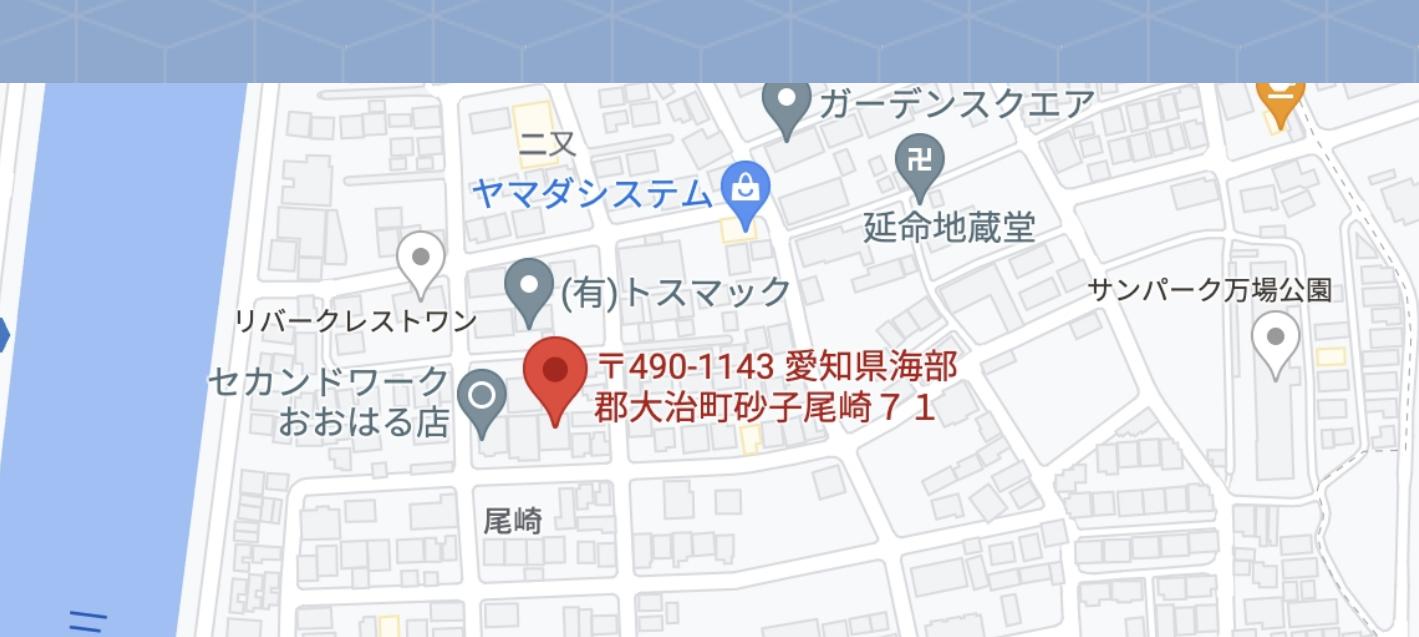 ガーデンスクエア
二又
ヤマダシステム
卍
延命地蔵堂
(有)トスマック
サンパーク万場公園
リバークレストワン
〒490-1143 愛知県海部
郡大治町砂子尾崎７１
セカンドワーク
おおはる店
尾崎